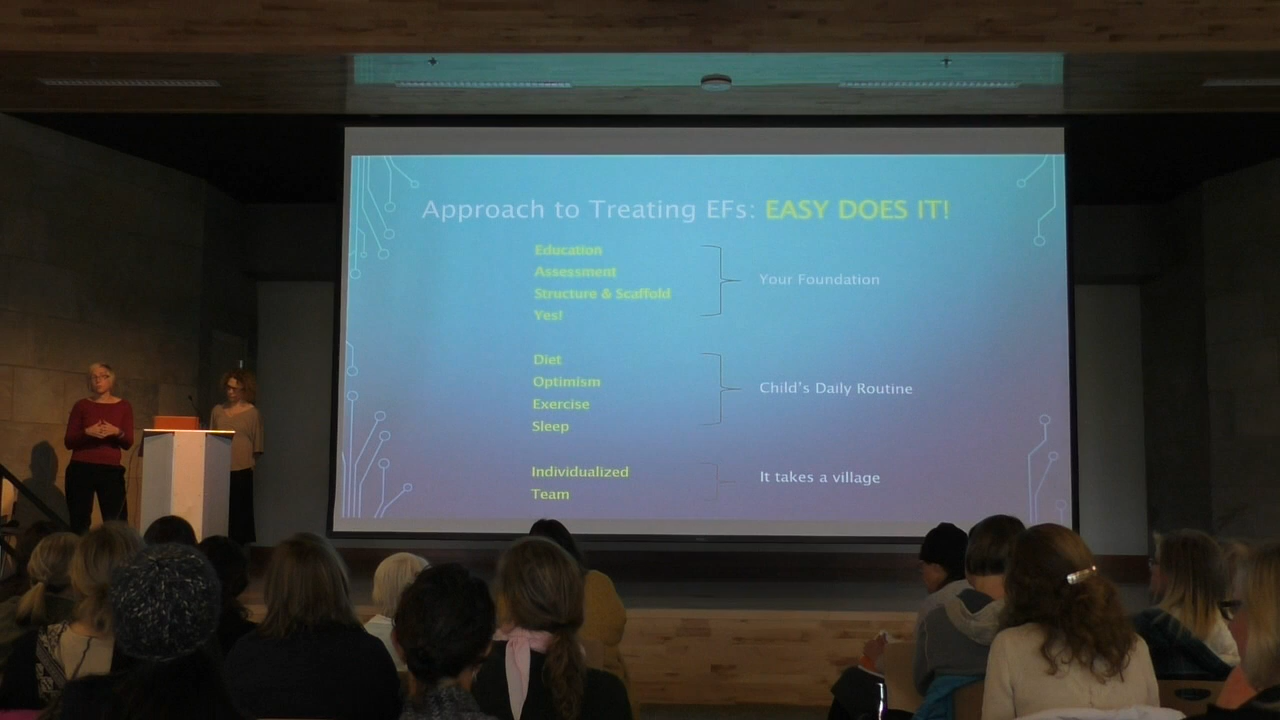 Approach to Treating EFs: EASY DOES IT!
Education
Assessment
Structure & Scaffold
Yes!
Your Foundation
Diet
Optimism
Exercise
Sleep
Child's Daily Routine
Individualized
Team
It takes a village